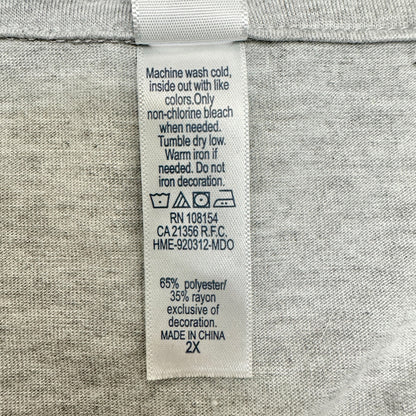 Machine wash cold,
inside out with like
colors.Only
non-chlorine bleach
when needed.
Tumble dry low.
Warm iron if
needed. Do not
iron decoration.
RN 108154
CA 21356 R.F.C.
HME-920312-MDO
65% polyester/
35% rayon
exclusive of
decoration.
MADE IN CHINA
2X